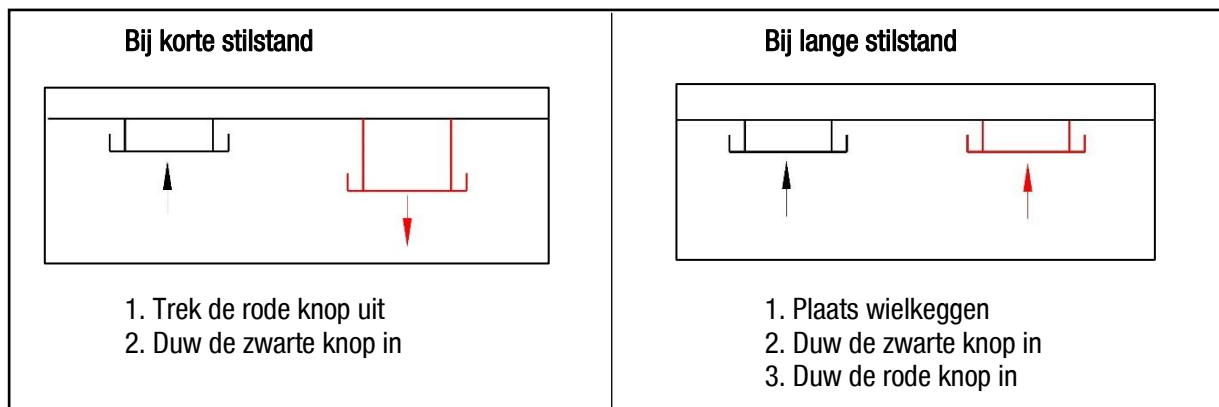 Bij korte stilstand
1. Trek de rode knop uit
2. Duw de zwarte knop in
Bij lange stilstand
1. Plaats wielkeggen
2. Duw de zwarte knop in
3. Duw de rode knop in